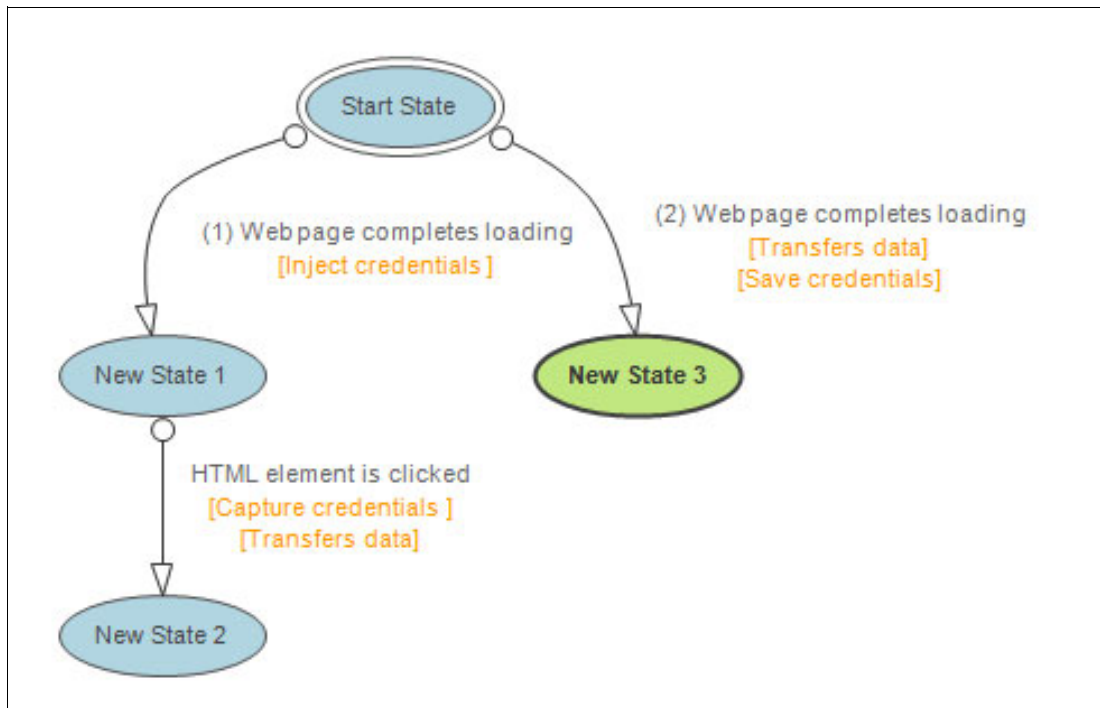 Start State
(1) Web page completes loading
[Inject credentials ]
(2) Web page completes loading
[Transfers data]
[Save credentials]
New State 1
New State 3
HTML element is clicked
[Capture credentials ]
[Transfers data]
New State 2